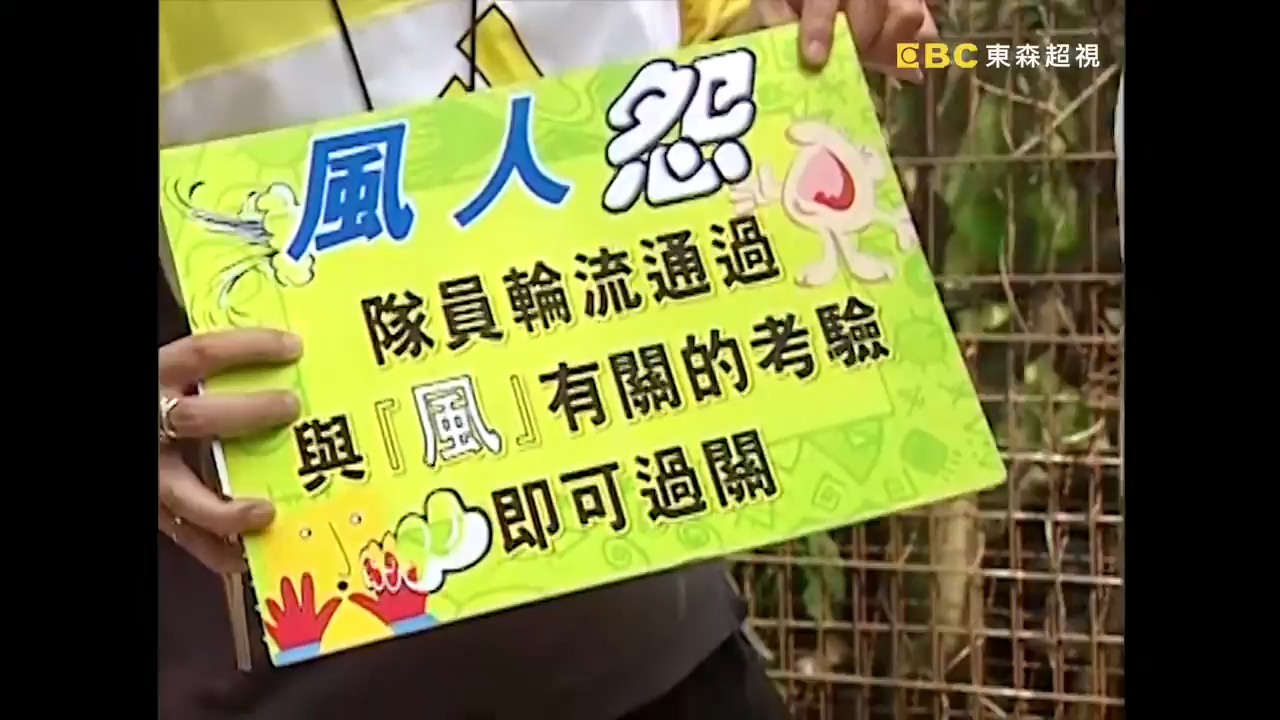 EBC 東森超視
風人怨
隊員輪流通過
與『風』有關的考驗
即可過關